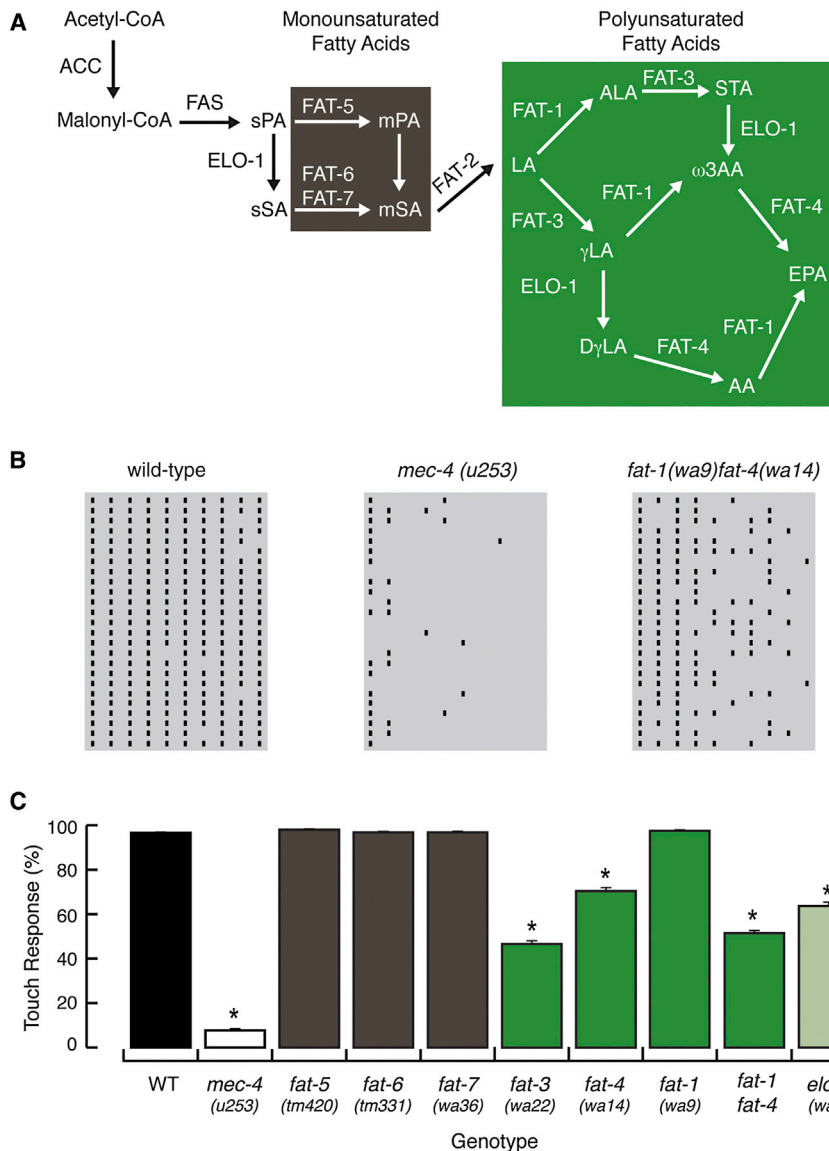 A
Acetyl-CoA
ACC
Malonyl-CoA
FAS
Monounsaturated
Fatty Acids
sPA
FAT-5
mPA
ELO-1
FAT-6
FAT-7
sSA
mSA
FAT-2
Polyunsaturated
Fatty Acids
ALA
FAT-3
STA
FAT-1
ELO-1
LA
FAT-1
ω3AA
FAT-3
FAT-4
γLA
EPA
ELO-1
FAT-1
DγLA
FAT-4
AA
B
wild-type
mec-4 (u253)
fat-1(wa9)fat-4(wa14)
C
Touch Response (%)
100
80
60
40
20
0
*
*
*
*
*
WT
mec-4
(u253)
fat-5
(tm420)
fat-6
(tm331)
fat-7
(wa36)
fat-3
(wa22)
fat-4
(wa14)
fat-1
(wa9)
fat-1
fat-4
Genotype